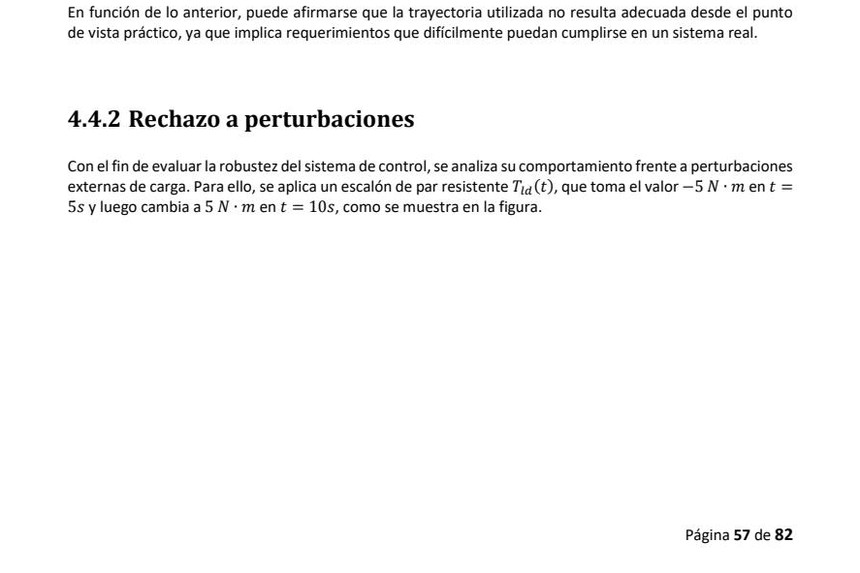 En función de lo anterior, puede afirmarse que la trayectoria utilizada no resulta adecuada desde el punto
de vista práctico, ya que implica requerimientos que difícilmente puedan cumplirse en un sistema real.
4.4.2 Rechazo a perturbaciones
Con el fin de evaluar la robustez del sistema de control, se analiza su comportamiento frente a perturbaciones
externas de carga. Para ello, se aplica un escalón de par resistente T_{ld}(t), que toma el valor −5 N · m en t =
5s y luego cambia a 5 N · m en t = 10s, como se muestra en la figura.
Página 57 de 82